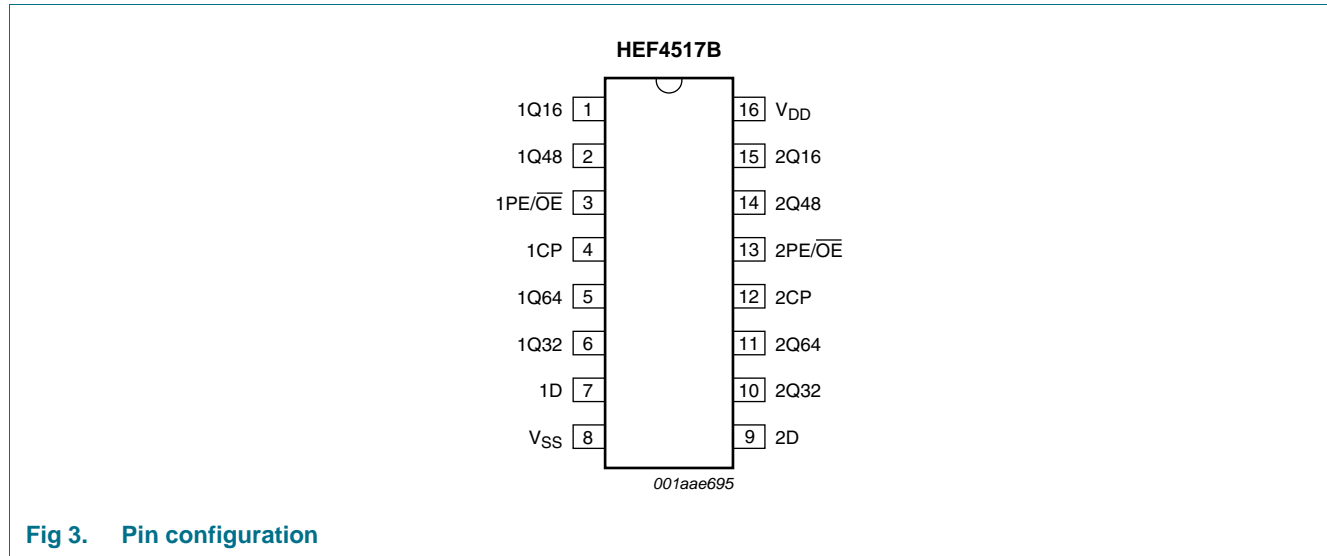 HEF4517B
1Q16 1 16 VDD
1Q48 2 15 2Q16
1PE/O̅E̅ 3 14 2Q48
1CP 4 13 2PE/O̅E̅
1Q64 5 12 2CP
1Q32 6 11 2Q64
1D 7 10 2Q32
VSS 8 9 2D
001aae695
Fig 3. Pin configuration